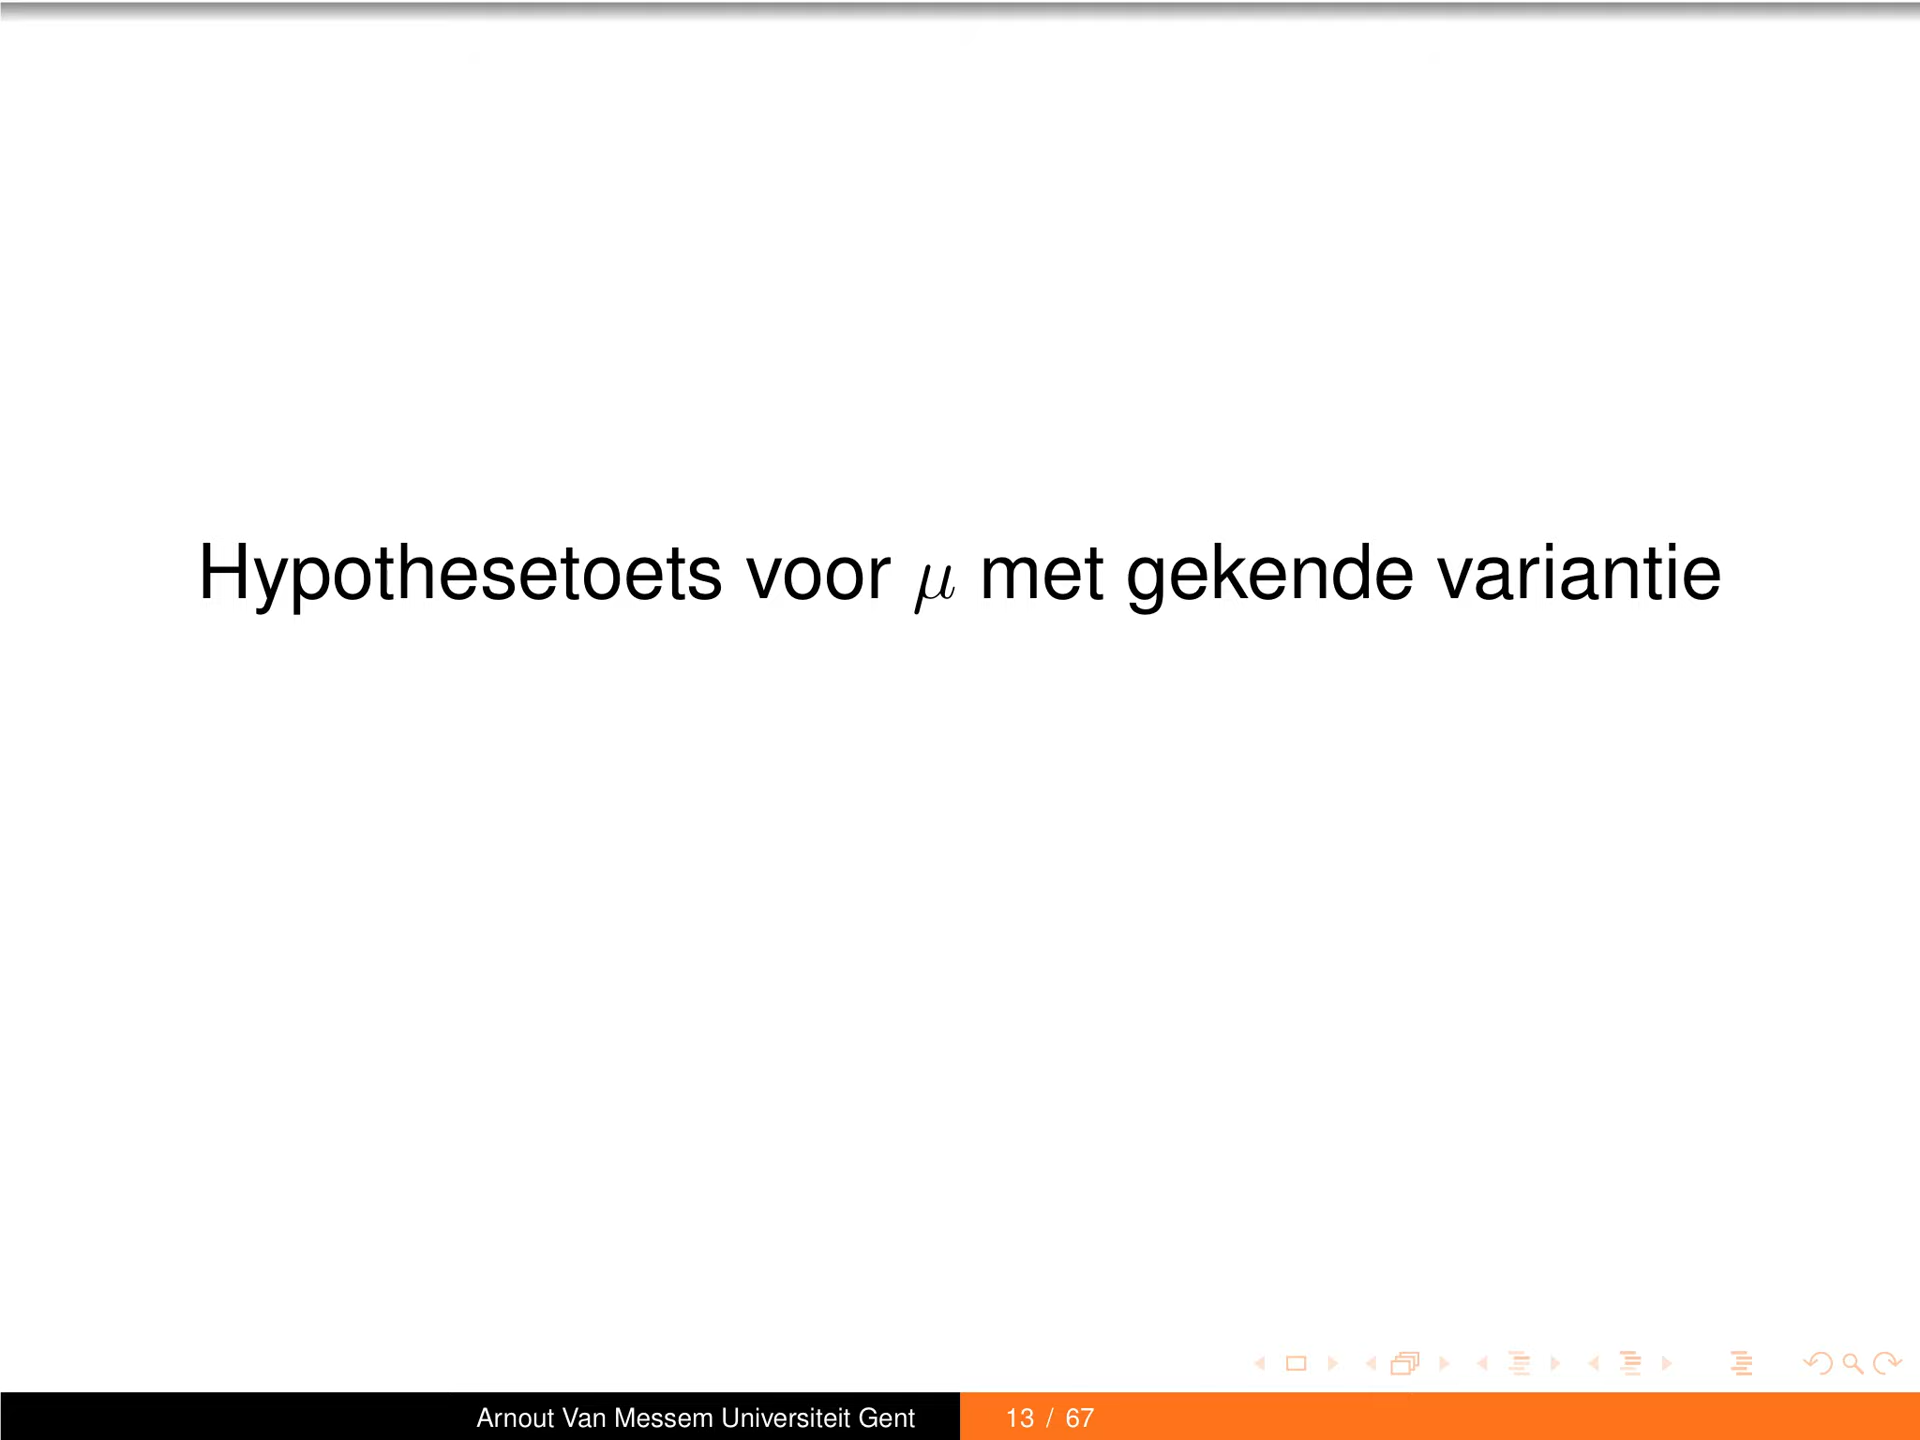 Hypothesetoets voor μ met gekende variantie
Arnout Van Messem Universiteit Gent
13 / 67